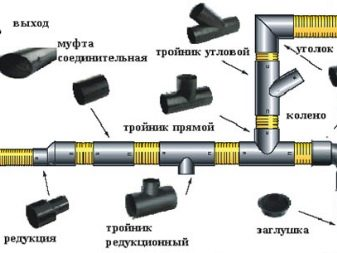 выход
муфта
соединительная
тройник угловой
уголок
тройник прямой
колено
редукция
тройник
редукционный
заглушка